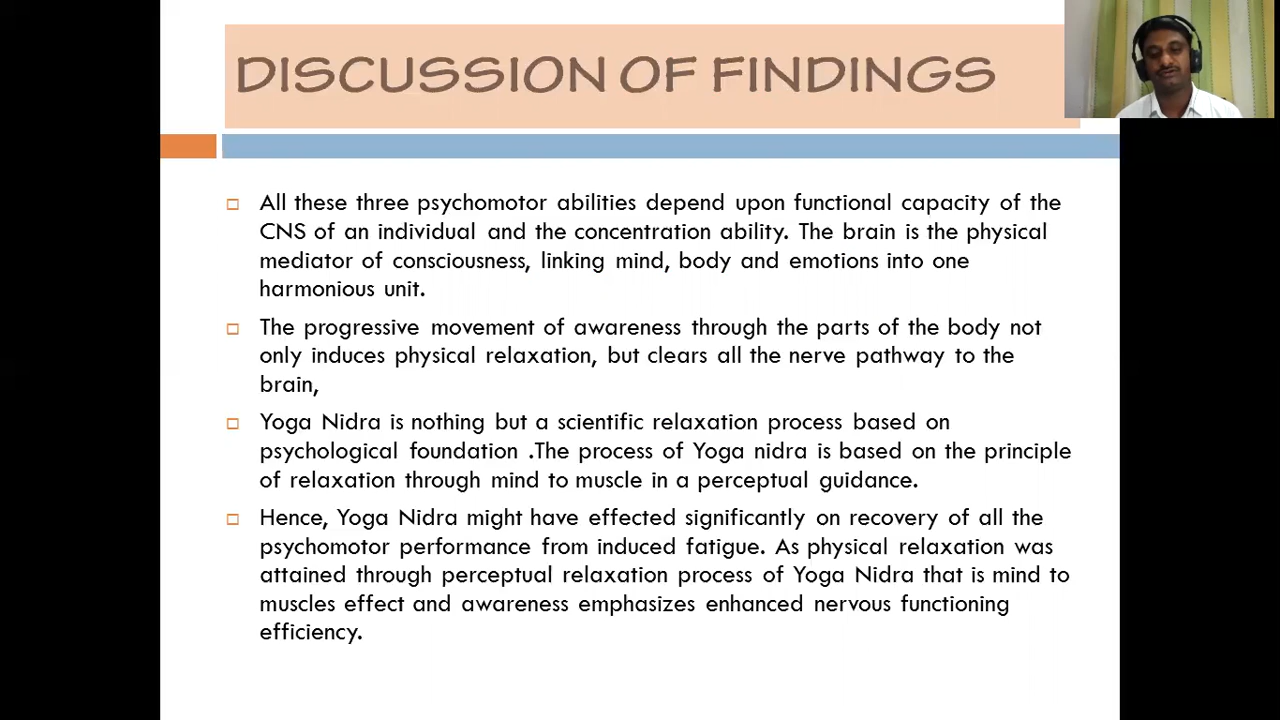 DISCUSSION OF FINDINGS
All these three psychomotor abilities depend upon functional capacity of the
CNS of an individual and the concentration ability. The brain is the physical
mediator of consciousness, linking mind, body and emotions into one
harmonious unit.
The progressive movement of awareness through the parts of the body not
only induces physical relaxation, but clears all the nerve pathway to the
brain,
Yoga Nidra is nothing but a scientific relaxation process based on
psychological foundation .The process of Yoga nidra is based on the principle
of relaxation through mind to muscle in a perceptual guidance.
Hence, Yoga Nidra might have effected significantly on recovery of all the
psychomotor performance from induced fatigue. As physical relaxation was
attained through perceptual relaxation process of Yoga Nidra that is mind to
muscles effect and awareness emphasizes enhanced nervous functioning
efficiency.